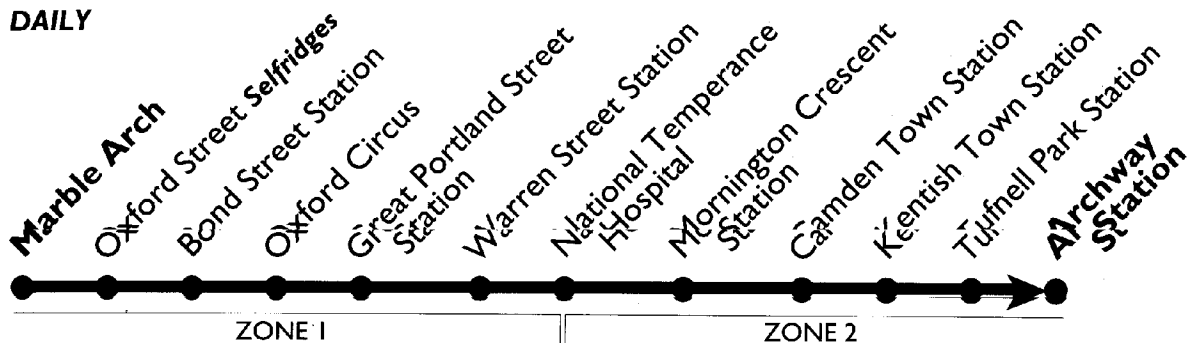 DAILY
Marble Arch
Oxford Street Selfridges
Bond Street Station
Oxford Circus
Great Portland Street
Station
Warren Street Station
National Temperance
Hospital
Mornington Crescent
Station
Camden Town Station
Kentish Town Station
Tufnell Park Station
Archway
Station
ZONE 1
ZONE 2